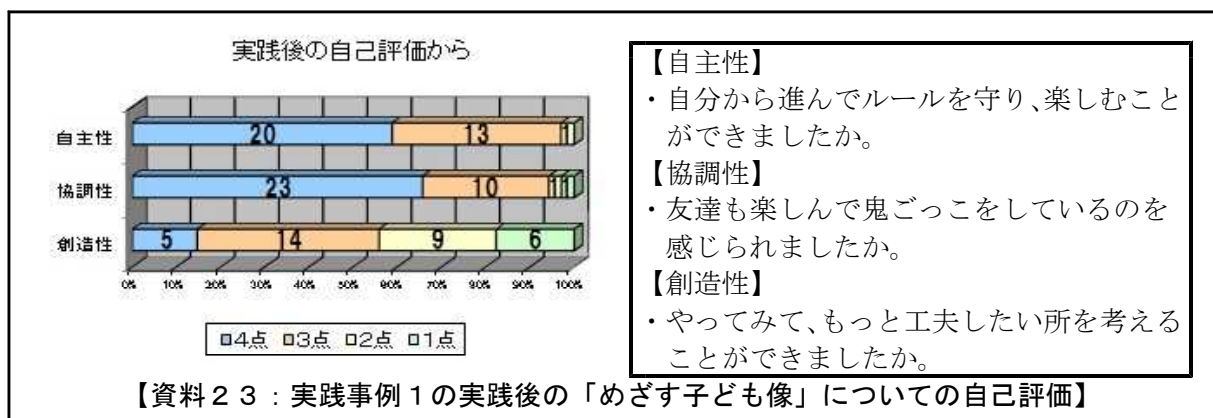 実践後の自己評価から
自主性 20 13 1
協調性 23 10 1 1
創造性 5 14 9 6
0% 10% 20% 30% 40% 50% 60% 70% 80% 90% 100%
4点 3点 2点 1点
【自主性】
・自分から進んでルールを守り、楽しむこと
ができましたか。
【協調性】
・友達も楽しんで鬼ごっこをしているのを
感じられましたか。
【創造性】
・やってみて、もっと工夫したい所を考える
ことができましたか。
【資料23：実践事例1の実践後の「めざす子ども像」についての自己評価】